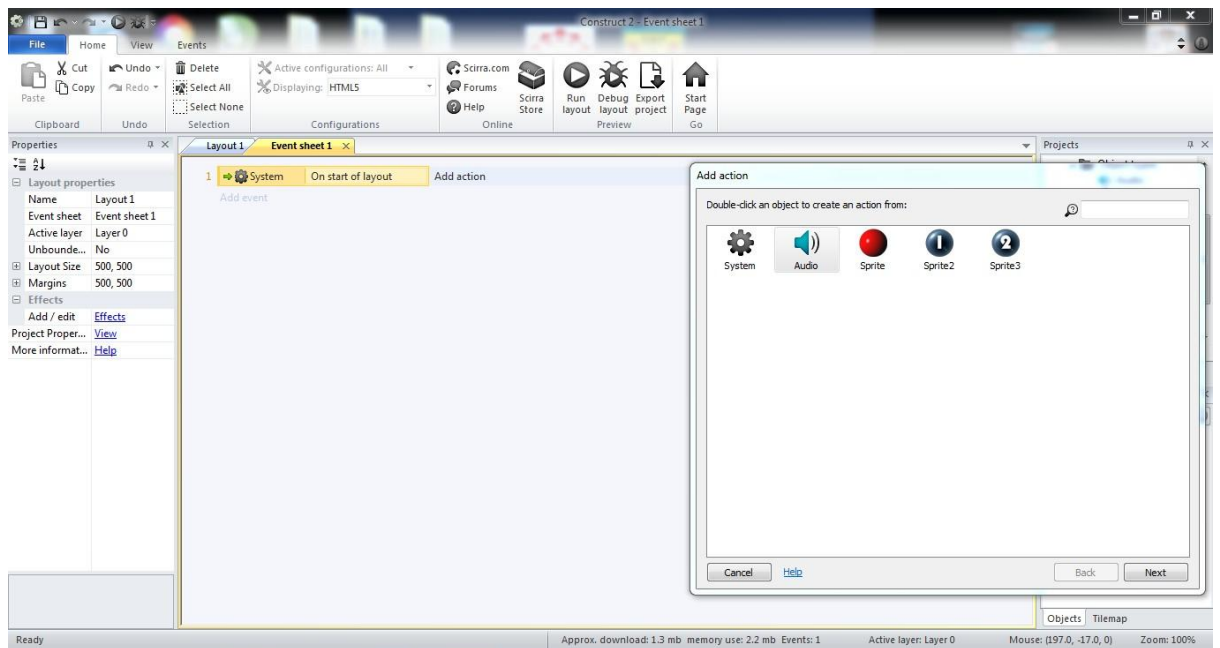 Construct 2 - Event sheet 1
File Home View Events
Paste
Cut
Copy
Clipboard
Undo
Redo
Undo
Delete
Select All
Select None
Selection
Active configurations: All
Displaying: HTML5
Configurations
Scirra.com
Forums
Help
Scirra Store
Online
Run layout
Debug layout
Export project
Preview
Start Page
Go
Properties
Layout properties
Name Layout 1
Event sheet Event sheet 1
Active layer Layer 0
Unbounde... No
Layout Size 500, 500
Margins 500, 500
Effects
Add / edit Effects
Project Proper... View
More informat... Help
Layout 1 Event sheet 1
1 System On start of layout Add action
Add event
Projects
Add action
Double-click an object to create an action from:
System Audio Sprite Sprite2 Sprite3
Cancel Help Back Next
Objects Tilemap
Ready Approx. download: 1.3 mb memory use: 2.2 mb Events: 1 Active layer: Layer 0 Mouse: (197.0, -17.0, 0) Zoom: 100%